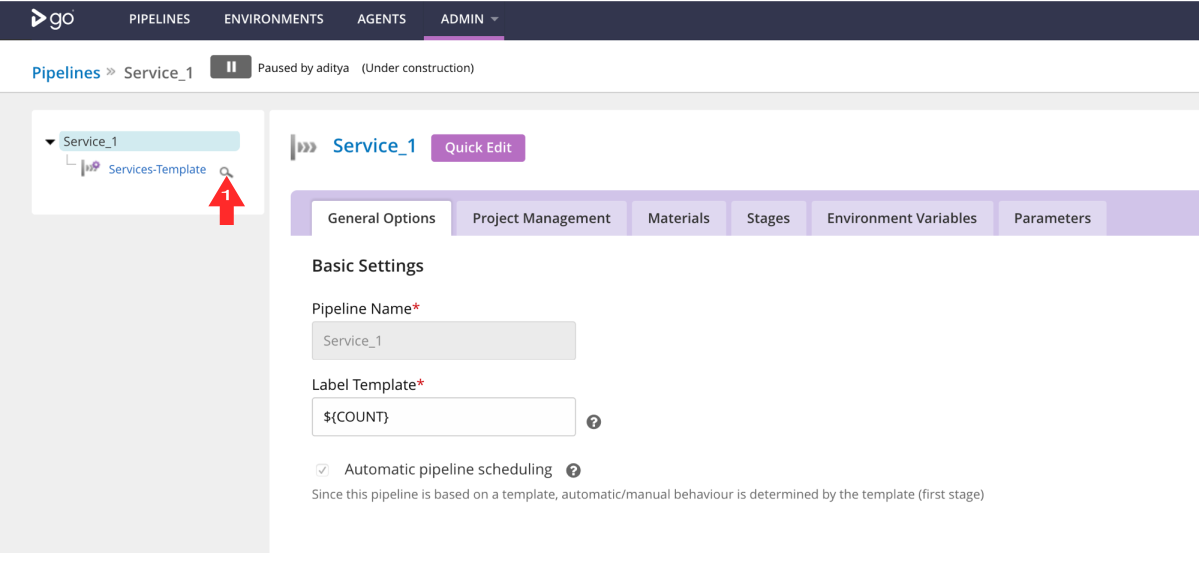 go PIPELINES ENVIRONMENTS AGENTS ADMIN
Pipelines » Service_1 Paused by aditya (Under construction)
Service_1
Services-Template
1
Service_1 Quick Edit
General Options Project Management Materials Stages Environment Variables Parameters
Basic Settings
Pipeline Name*
Service_1
Label Template*
${COUNT}
?
Automatic pipeline scheduling ?
Since this pipeline is based on a template, automatic/manual behaviour is determined by the template (first stage)